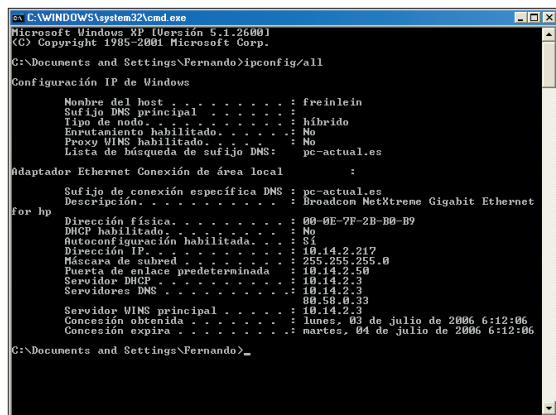 C:\WINDOWS\system32\cmd.exe
Microsoft Windows XP [Versión 5.1.2600]
(C) Copyright 1985-2001 Microsoft Corp.
C:\Documents and Settings\Fernando>ipconfig/all
Configuración IP de Windows
Nombre del host . . . . . . . . . : freinlein
Sufijo DNS principal . . . . . . :
Tipo de nodo. . . . . . . . . . . : híbrido
Enrutamiento habilitado. . . . . .: No
Proxy WINS habilitado. . . . . : No
Lista de búsqueda de sufijo DNS: pc-actual.es
Adaptador Ethernet Conexión de área local :
Sufijo de conexión específica DNS : pc-actual.es
Descripción. . . . . . . . . . . : Broadcom NetXtreme Gigabit Ethernet
for hp
Dirección física. . . . . . . . . : 00-0E-7F-2B-B0-B9
DHCP habilitado. . . . . . . . . : No
Autoconfiguración habilitada. . . : Sí
Dirección IP. . . . . . . . . . . : 10.14.2.217
Máscara de subred . . . . . . . . : 255.255.255.0
Puerta de enlace predeterminada : 10.14.2.50
Servidor DHCP . . . . . . . . . . : 10.14.2.3
Servidores DNS . . . . . . . . . .: 10.14.2.3
80.58.0.33
Servidor WINS principal . . . . . : 10.14.2.3
Concesión obtenida . . . . . . . : lunes, 03 de julio de 2006 6:12:06
Concesión expira . . . . . . . . .: martes, 04 de julio de 2006 6:12:06
C:\Documents and Settings\Fernando>_